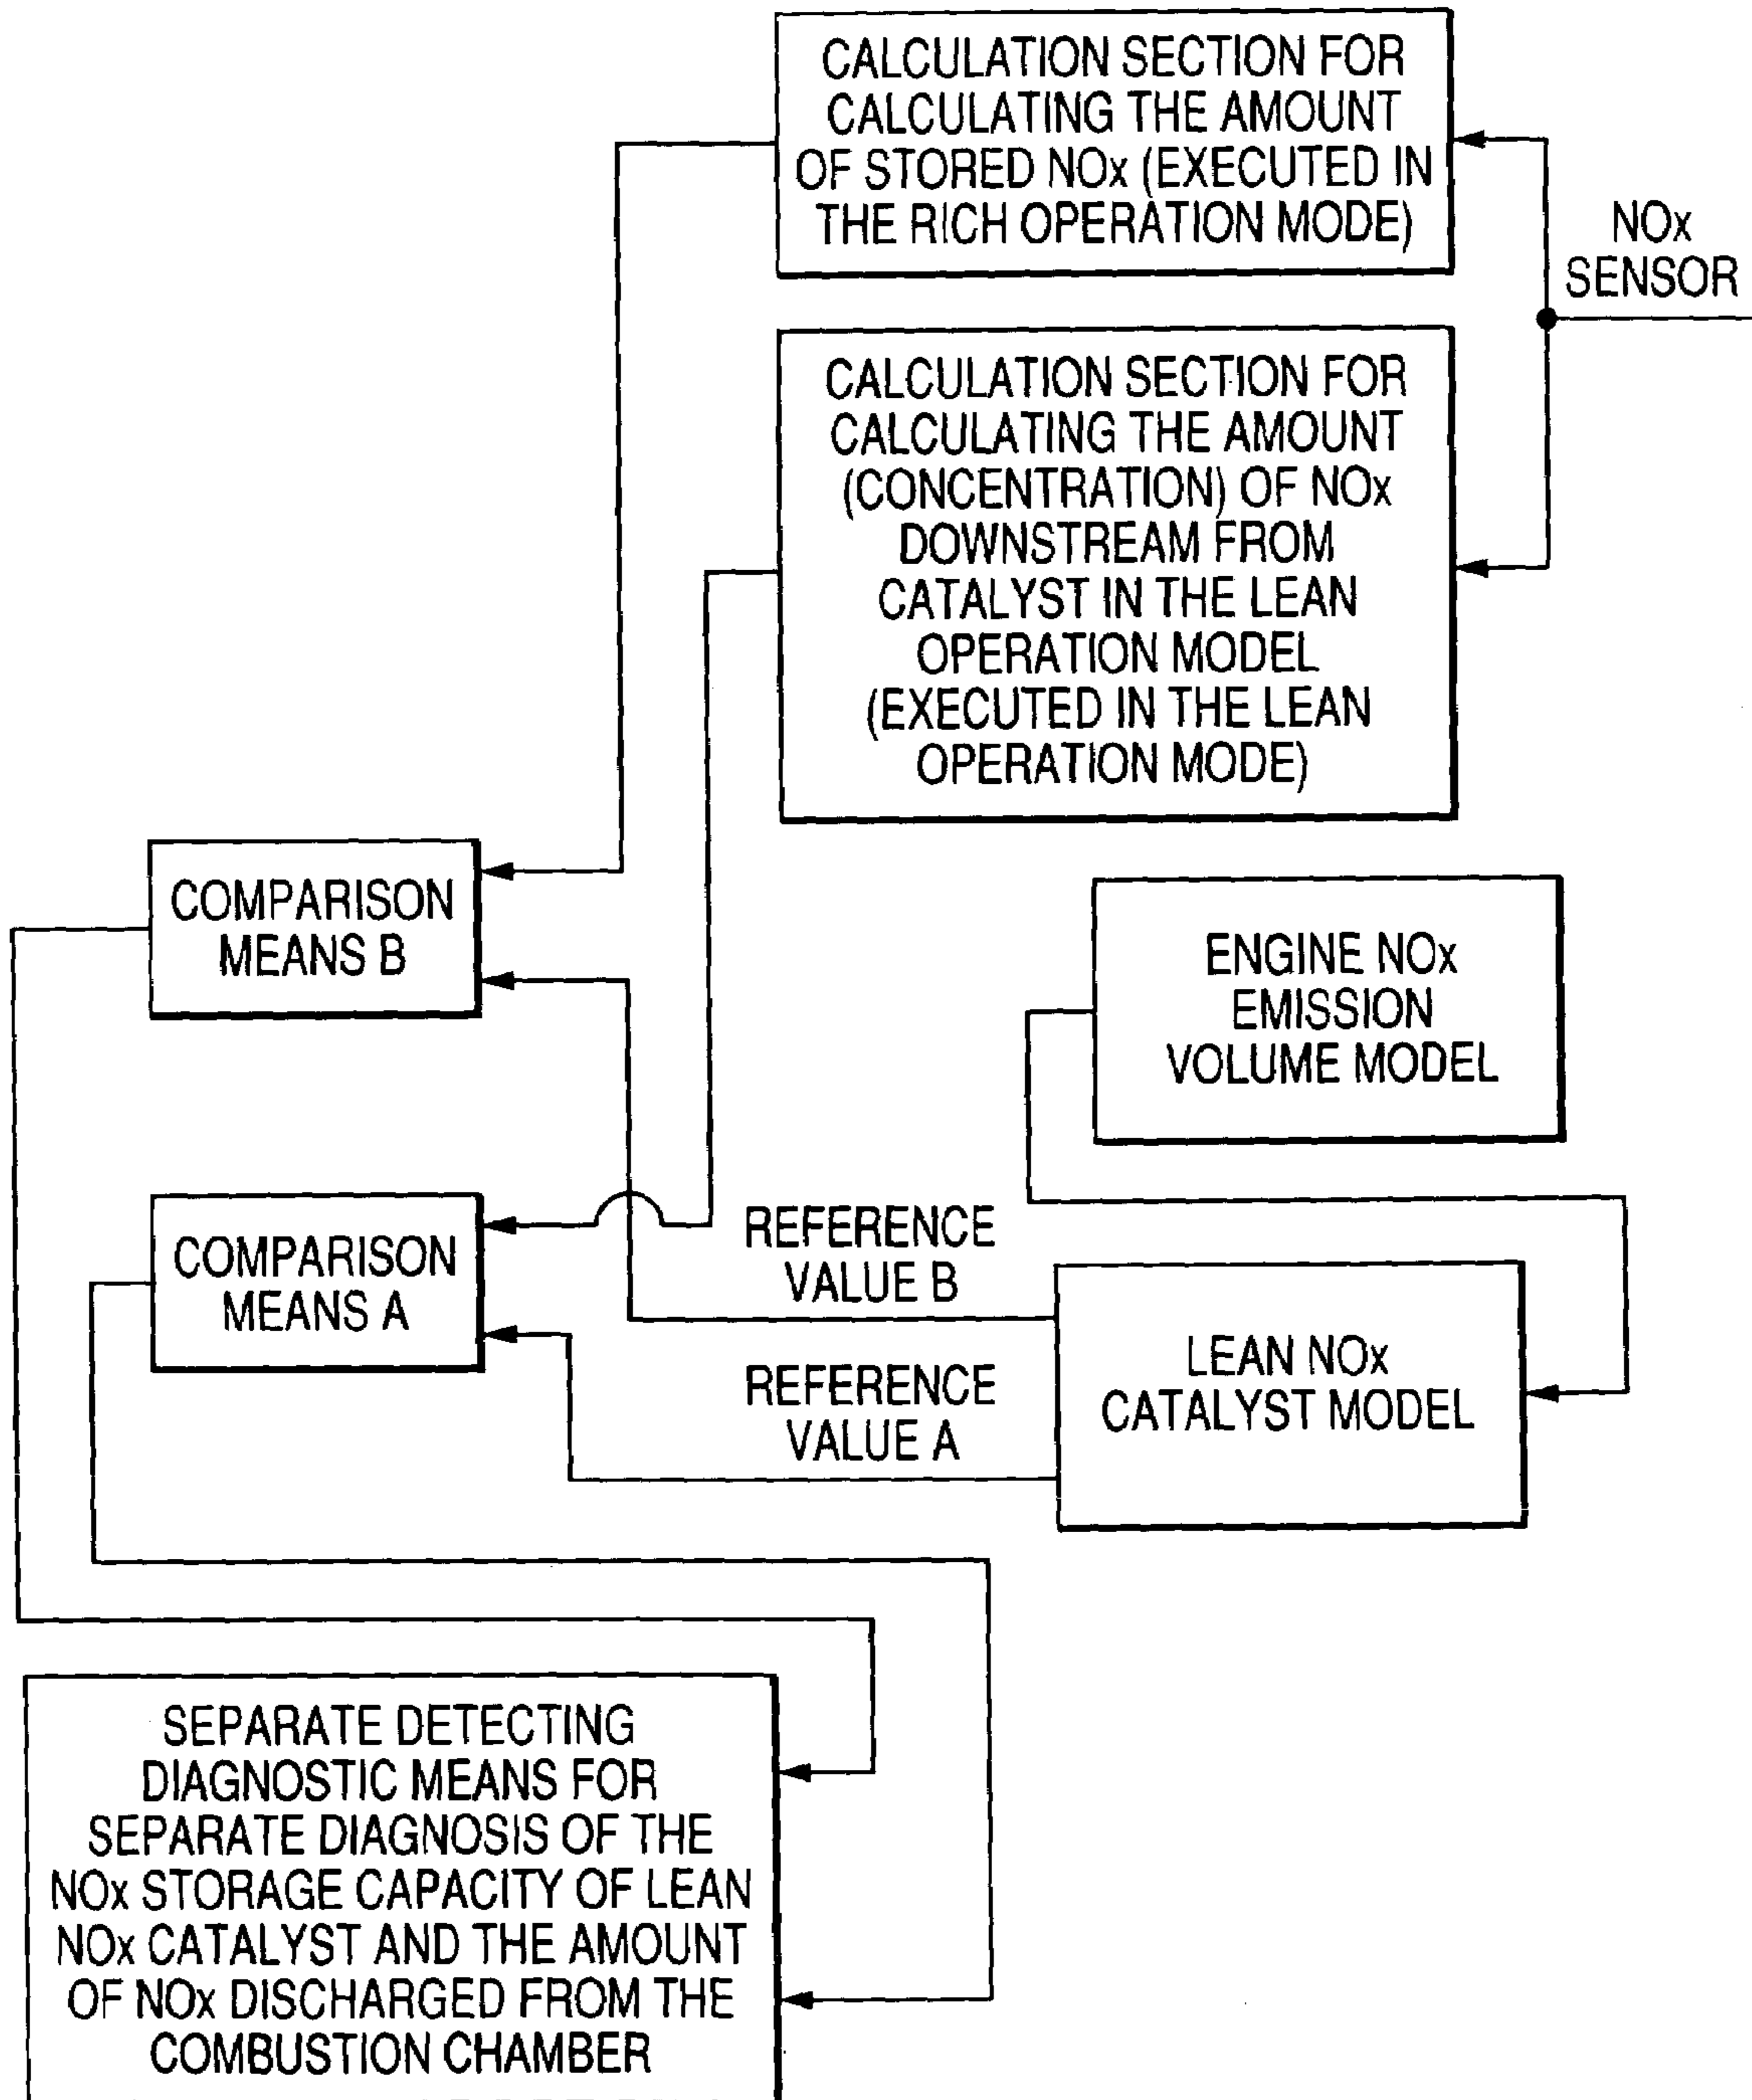 CALCULATION SECTION FOR
CALCULATING THE AMOUNT
OF STORED NOx (EXECUTED IN
THE RICH OPERATION MODE)
NOx
SENSOR
CALCULATION SECTION FOR
CALCULATING THE AMOUNT
(CONCENTRATION) OF NOx
DOWNSTREAM FROM
CATALYST IN THE LEAN
OPERATION MODEL
(EXECUTED IN THE LEAN
OPERATION MODE)
COMPARISON
MEANS B
ENGINE NOx
EMISSION
VOLUME MODEL
COMPARISON
MEANS A
REFERENCE
VALUE B
REFERENCE
VALUE A
LEAN NOx
CATALYST MODEL
SEPARATE DETECTING
DIAGNOSTIC MEANS FOR
SEPARATE DIAGNOSIS OF THE
NOx STORAGE CAPACITY OF LEAN
NOx CATALYST AND THE AMOUNT
OF NOx DISCHARGED FROM THE
COMBUSTION CHAMBER